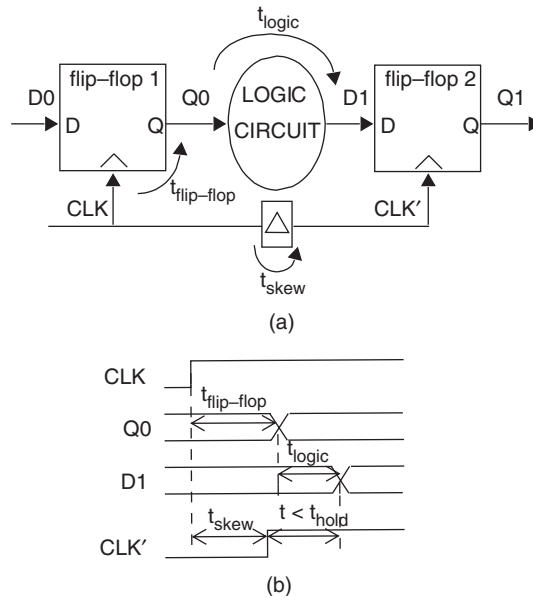 t_logic
flip–flop 1
flip–flop 2
D0
Q0
D1
Q1
D
Q
LOGIC
CIRCUIT
D
Q
t_flip–flop
CLK
CLK′
△
t_skew
(a)
CLK
t_flip–flop
Q0
t_logic
D1
t_skew
t < t_hold
CLK′
(b)